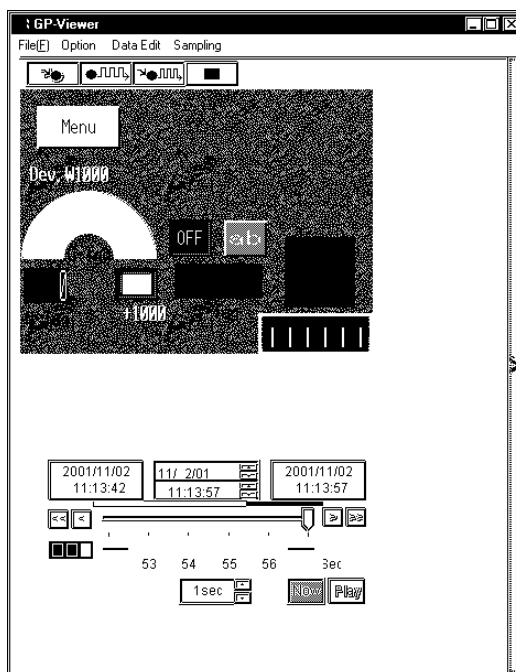 GP-Viewer
File(F) Option Data Edit Sampling
Menu
Dev, W1000
OFF ab
0
+1000
2001/11/02 11/ 2/01 2001/11/02
11:13:42 11:13:57 11:13:57
<< < > >>
53 54 55 56 Sec
1sec Now Play